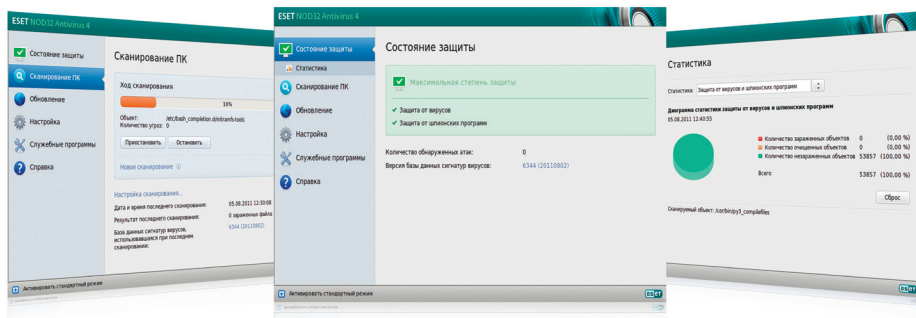 ESET NOD32 Antivirus 4
Состояние защиты
Сканирование ПК
Обновление
Настройка
Служебные программы
Справка
Активировать стандартный режим
Сканирование ПК
Ход сканирования
16%
Объект: /etc/bash_completion.d/initramfs-tools
Количество угроз: 0
Приостановить Остановить
Новое сканирование
Настройка сканирования...
Дата и время последнего сканирования: 05.08.2011 12:30:08
Результат последнего сканирования: 0 зараженных файла
База данных сигнатур вирусов, 6344 (20110802)
использовавшаяся при последнем
сканировании:
ESET NOD32 Antivirus 4
Состояние защиты
Статистика
Сканирование ПК
Обновление
Настройка
Служебные программы
Справка
Активировать стандартный режим
Состояние защиты
Максимальная степень защиты
✔ Защита от вирусов
✔ Защита от шпионских программ
Количество обнаруженных атак: 0
Версия базы данных сигнатур вирусов: 6344 (20110802)
eset
Статистика
Статистика: Защита от вирусов и шпионских программ
Диаграмма статистики защиты от вирусов и шпионских программ
05.08.2011 12:40:55
Количество зараженных объектов 0 (0,00 %)
Количество очищенных объектов 0 (0,00 %)
Количество незараженных объектов 53857 (100,00 %)
Всего 53857 (100,00 %)
Сброс
Сканируемый объект: /usr/bin/py3_compilefiles
eset